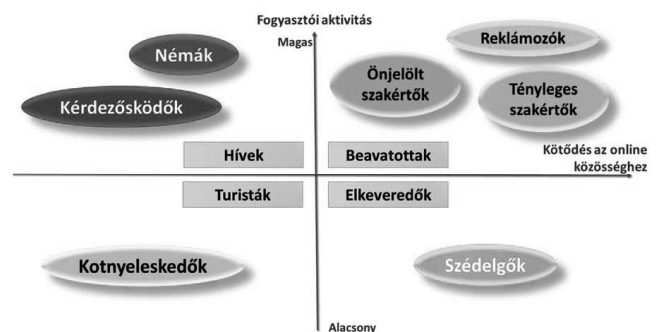 Fogyasztói aktivitás
Magas
Reklámozók
Némák
Önjelölt
szakértők
Tényleges
szakértők
Kérdezősködők
Hívek
Beavatottak
Kötődés az online
közösséghez
Turisták
Elkeveredők
Kotnyeleskedők
Szédelgők
Alacsony